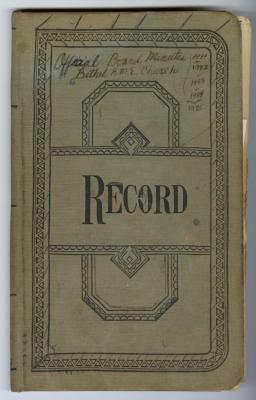 Official Board Minutes
Bethel A.M.E. Church
RECORD